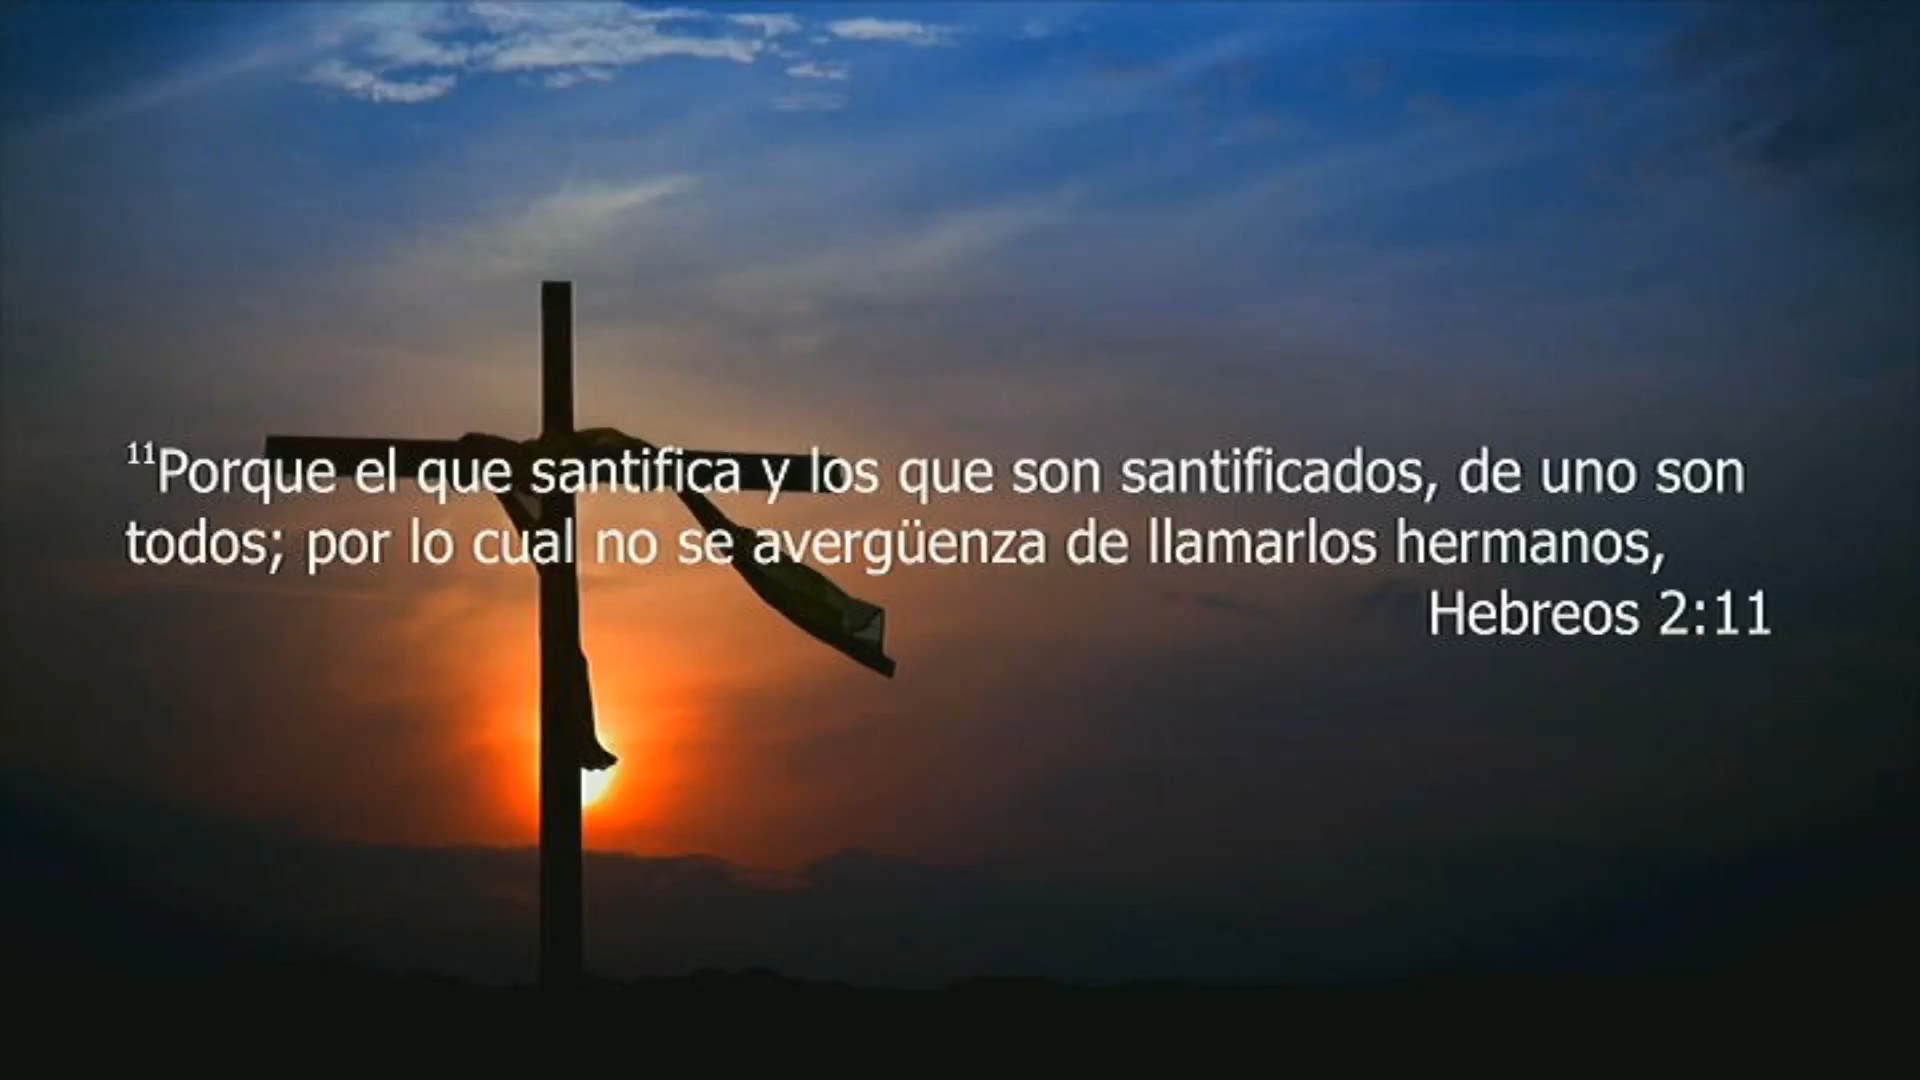 ¹¹Porque el que santifica y los que son santificados, de uno son
todos; por lo cual no se avergüenza de llamarlos hermanos,
Hebreos 2:11